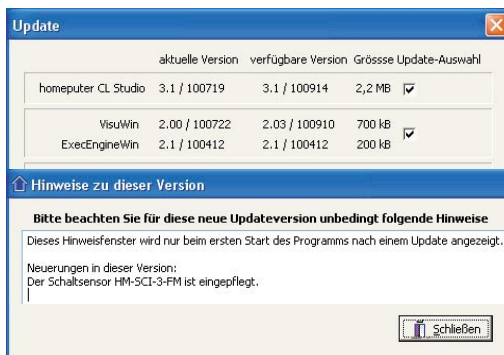 Update
aktuelle Version verfügbare Version Grössse Update-Auswahl
homeputer CL Studio 3.1 / 100719 3.1 / 100914 2,2 MB
VisuWin 2.00 / 100722 2.03 / 100910 700 kB
ExecEngineWin 2.1 / 100412 2.1 / 100412 200 kB
Hinweise zu dieser Version
Bitte beachten Sie für diese neue Updateversion unbedingt folgende Hinweise
Dieses Hinweisfenster wird nur beim ersten Start des Programms nach einem Update angezeigt.
Neuerungen in dieser Version:
Der Schaltsensor HM-SCI-3-FM ist eingepflegt.
Schließen